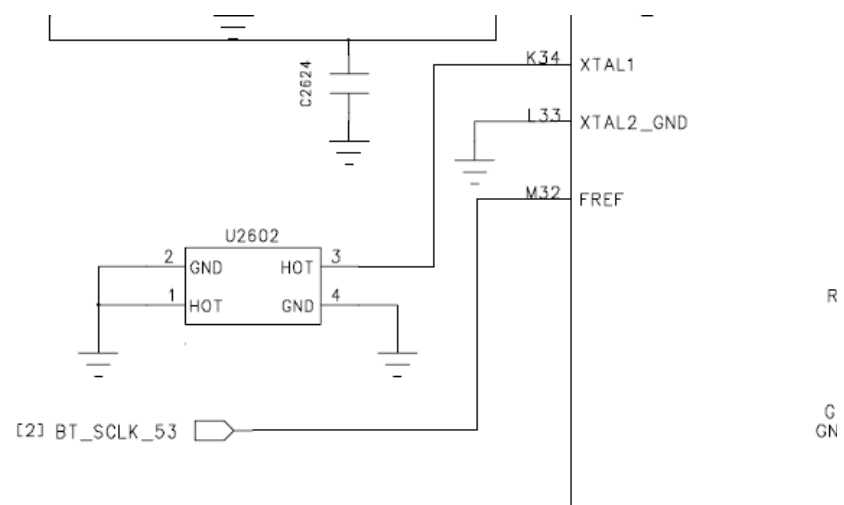 C2624
K34 XTAL1
L33 XTAL2_GND
M32 FREF
U2602
2 GND HOT 3
1 HOT GND 4
R
[2] BT_SCLK_53
G
GN